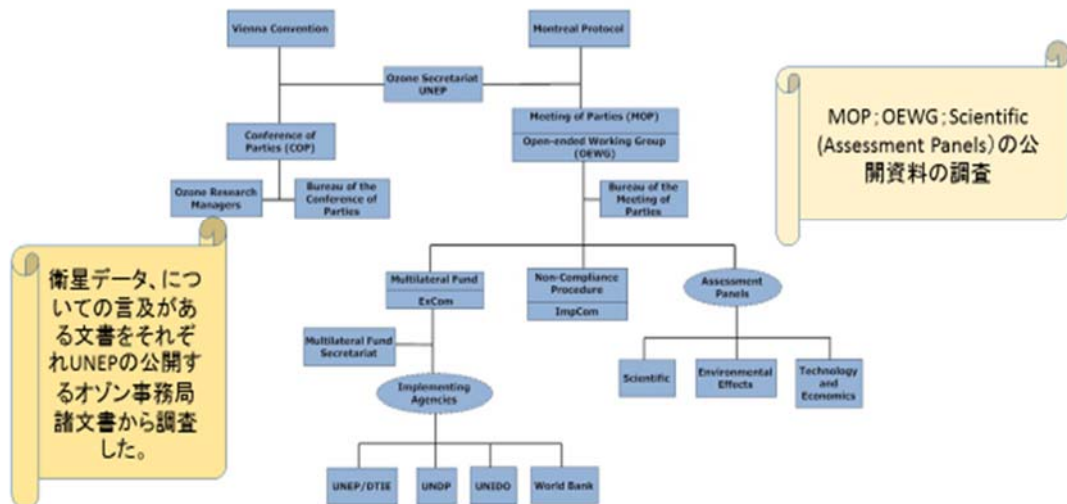 Vienna Convention
Montreal Protocol
Ozone Secretariat
UNEP
Conference of
Parties (COP)
Meeting of Parties (MOP)
Open-ended Working Group
(OEWG)
Ozone Research
Managers
Bureau of the
Conference of
Parties
Bureau of the
Meeting of
Parties
MOP;OEWG;Scientific
(Assessment Panels)の公
開資料の調査
衛星データ、につ
いての言及があ
る文書をそれぞ
れUNEPの公開す
るオゾン事務局
諸文書から調査
した。
Multilateral Fund
ExCom
Non-Compliance
Procedure
ImpCom
Assessment
Panels
Multilateral Fund
Secretariat
Implementing
Agencies
Scientific
Environmental
Effects
Technology
and
Economics
UNEP/DTIE
UNDP
UNIDO
World Bank